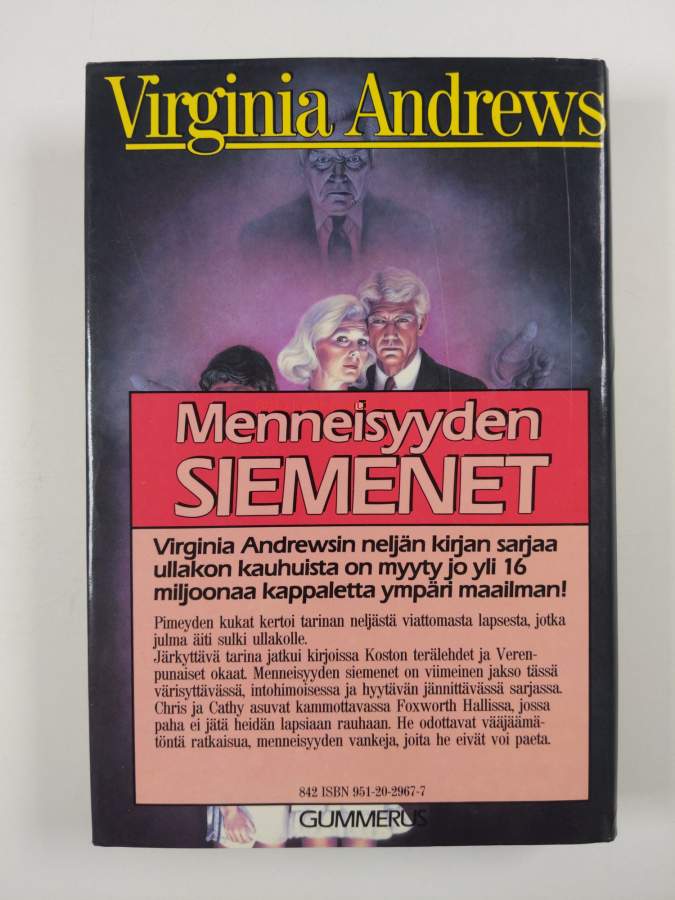 Virginia Andrews
Menneisyyden
SIEMENET
Virginia Andrewsin neljän kirjan sarjaa
ullakon kauhuista on myyty jo yli 16
miljoonaa kappaletta ympäri maailman!
Pimeyden kukat kertoi tarinan neljästä viattomasta lapsesta, jotka
julma äiti sulki ullakolle.
Järkyttävä tarina jatkui kirjoissa Koston terälehdet ja Veren-
punaiset okaat. Menneisyyden siemenet on viimeinen jakso tässä
värisyttävässä, intohimoisessa ja hyytävän jännittävässä sarjassa.
Chris ja Cathy asuvat kammottavassa Foxworth Hallissa, jossa
paha ei jätä heidän lapsiaan rauhaan. He odottavat vääjäämä-
töntä ratkaisua, menneisyyden vankeja, joita he eivät voi paeta.
842 ISBN 951-20-2967-7
GUMMERUS